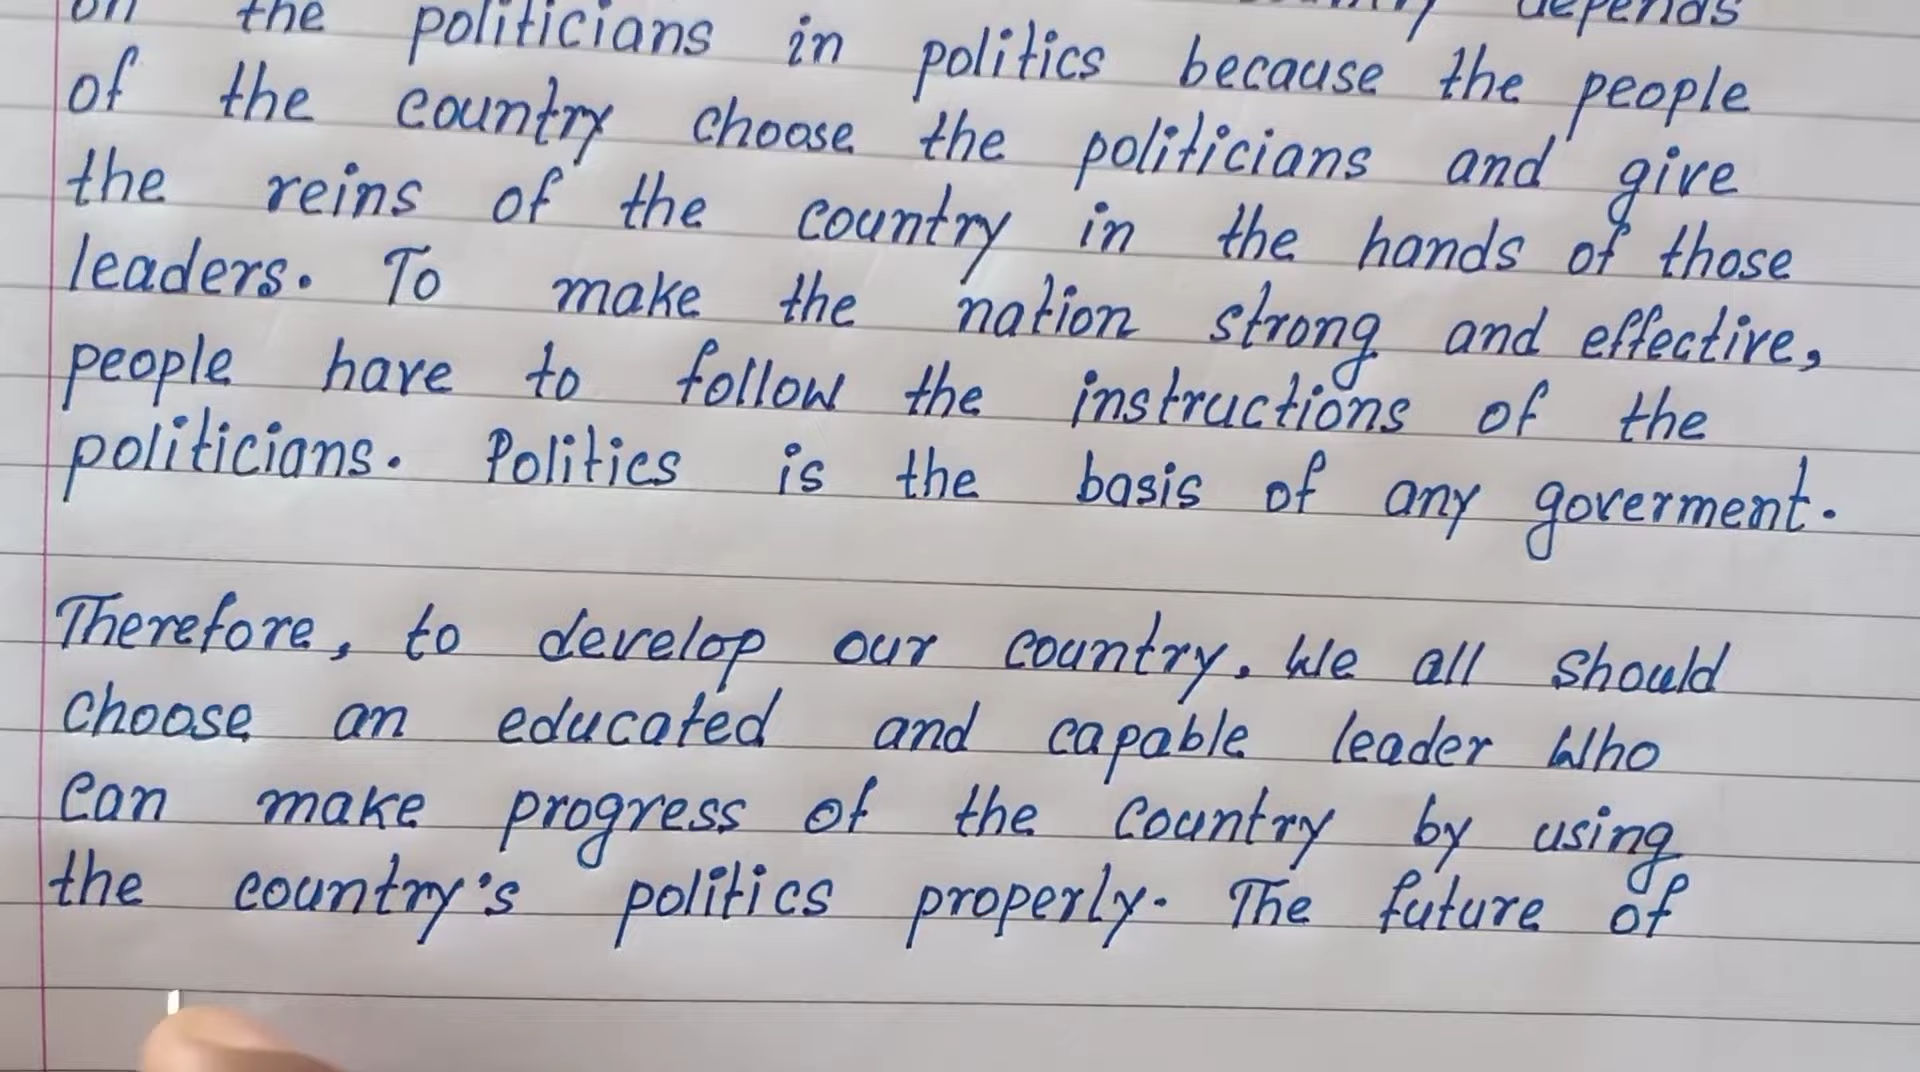 on the politicians in politics because the people depends
of the country choose the politicians and give
the reins of the country in the hands of those
leaders. To make the nation strong and effective,
people have to follow the instructions of the
politicians. Politics is the basis of any goverment.
Therefore, to develop our country, We all should
choose an educated and capable leader Who
can make progress of the country by using
the country's politics properly. The future of